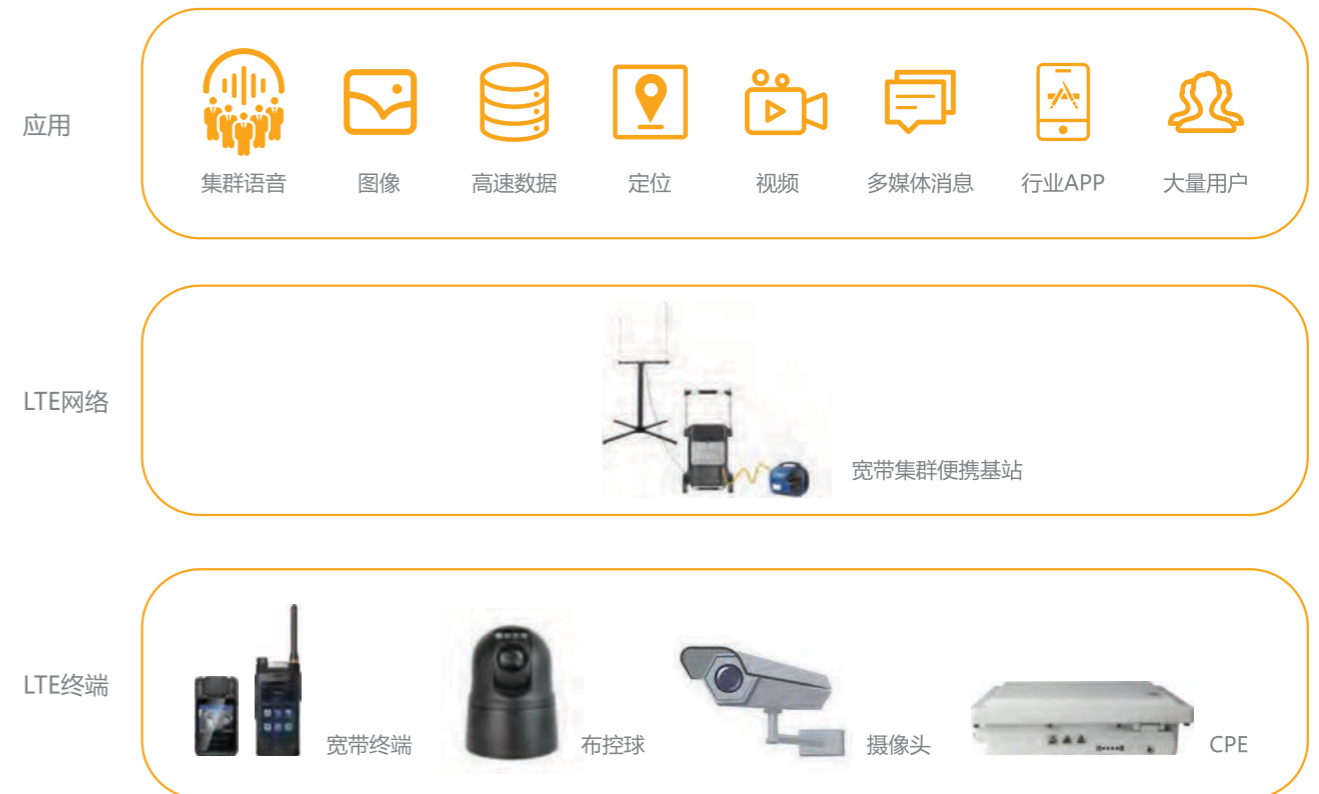 应用
集群语音
图像
高速数据
定位
视频
多媒体消息
行业APP
大量用户
LTE网络
宽带集群便携基站
LTE终端
宽带终端
布控球
摄像头
CPE